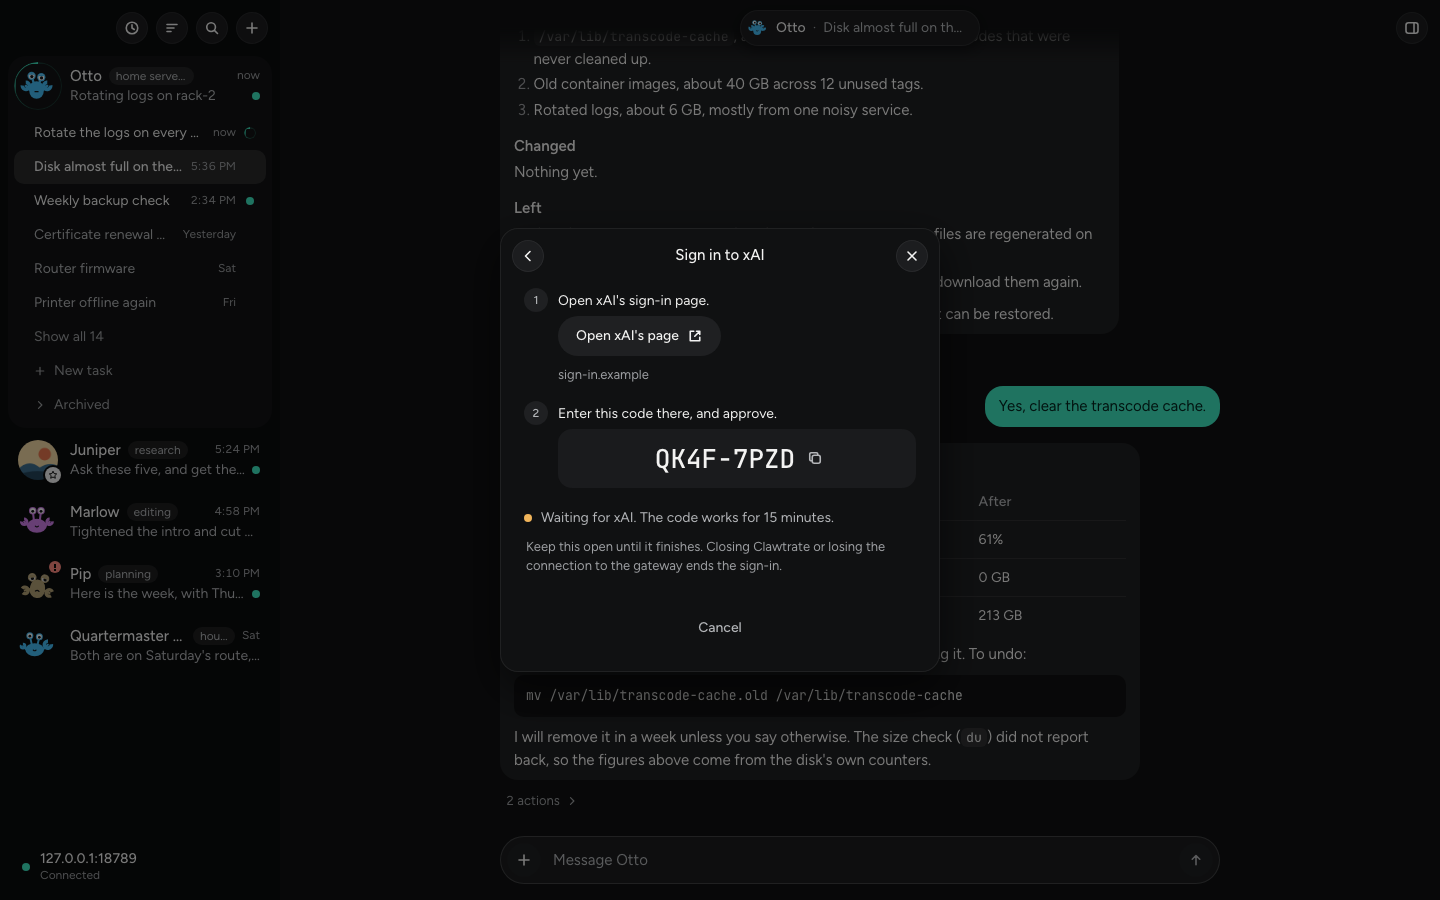 Otto home serve... now
Rotating logs on rack-2
Rotate the logs on every ... now
Disk almost full on the... 5:36 PM
Weekly backup check 2:34 PM
Certificate renewal ... Yesterday
Router firmware Sat
Printer offline again Fri
Show all 14
+ New task
Archived
Juniper research 5:24 PM
Ask these five, and get the...
Marlow editing 4:58 PM
Tightened the intro and cut ...
Pip planning 3:10 PM
Here is the week, with Thu...
Quartermaster ... hou... Sat
Both are on Saturday's route,...
127.0.0.1:18789
Connected
Otto · Disk almost full on th...
1. /var/lib/transcode-cache, that were
never cleaned up.
2. Old container images, about 40 GB across 12 unused tags.
3. Rotated logs, about 6 GB, mostly from one noisy service.
Changed
Nothing yet.
Left
files are regenerated on
download them again.
can be restored.
Sign in to xAI
1 Open xAI's sign-in page.
Open xAI's page
sign-in.example
2 Enter this code there, and approve.
QK4F-7PZD
Waiting for xAI. The code works for 15 minutes.
Keep this open until it finishes. Closing Clawtrate or losing the
connection to the gateway ends the sign-in.
Cancel
Yes, clear the transcode cache.
After
61%
0 GB
213 GB
it. To undo:
mv /var/lib/transcode-cache.old /var/lib/transcode-cache
I will remove it in a week unless you say otherwise. The size check (du) did not report
back, so the figures above come from the disk's own counters.
2 actions
Message Otto